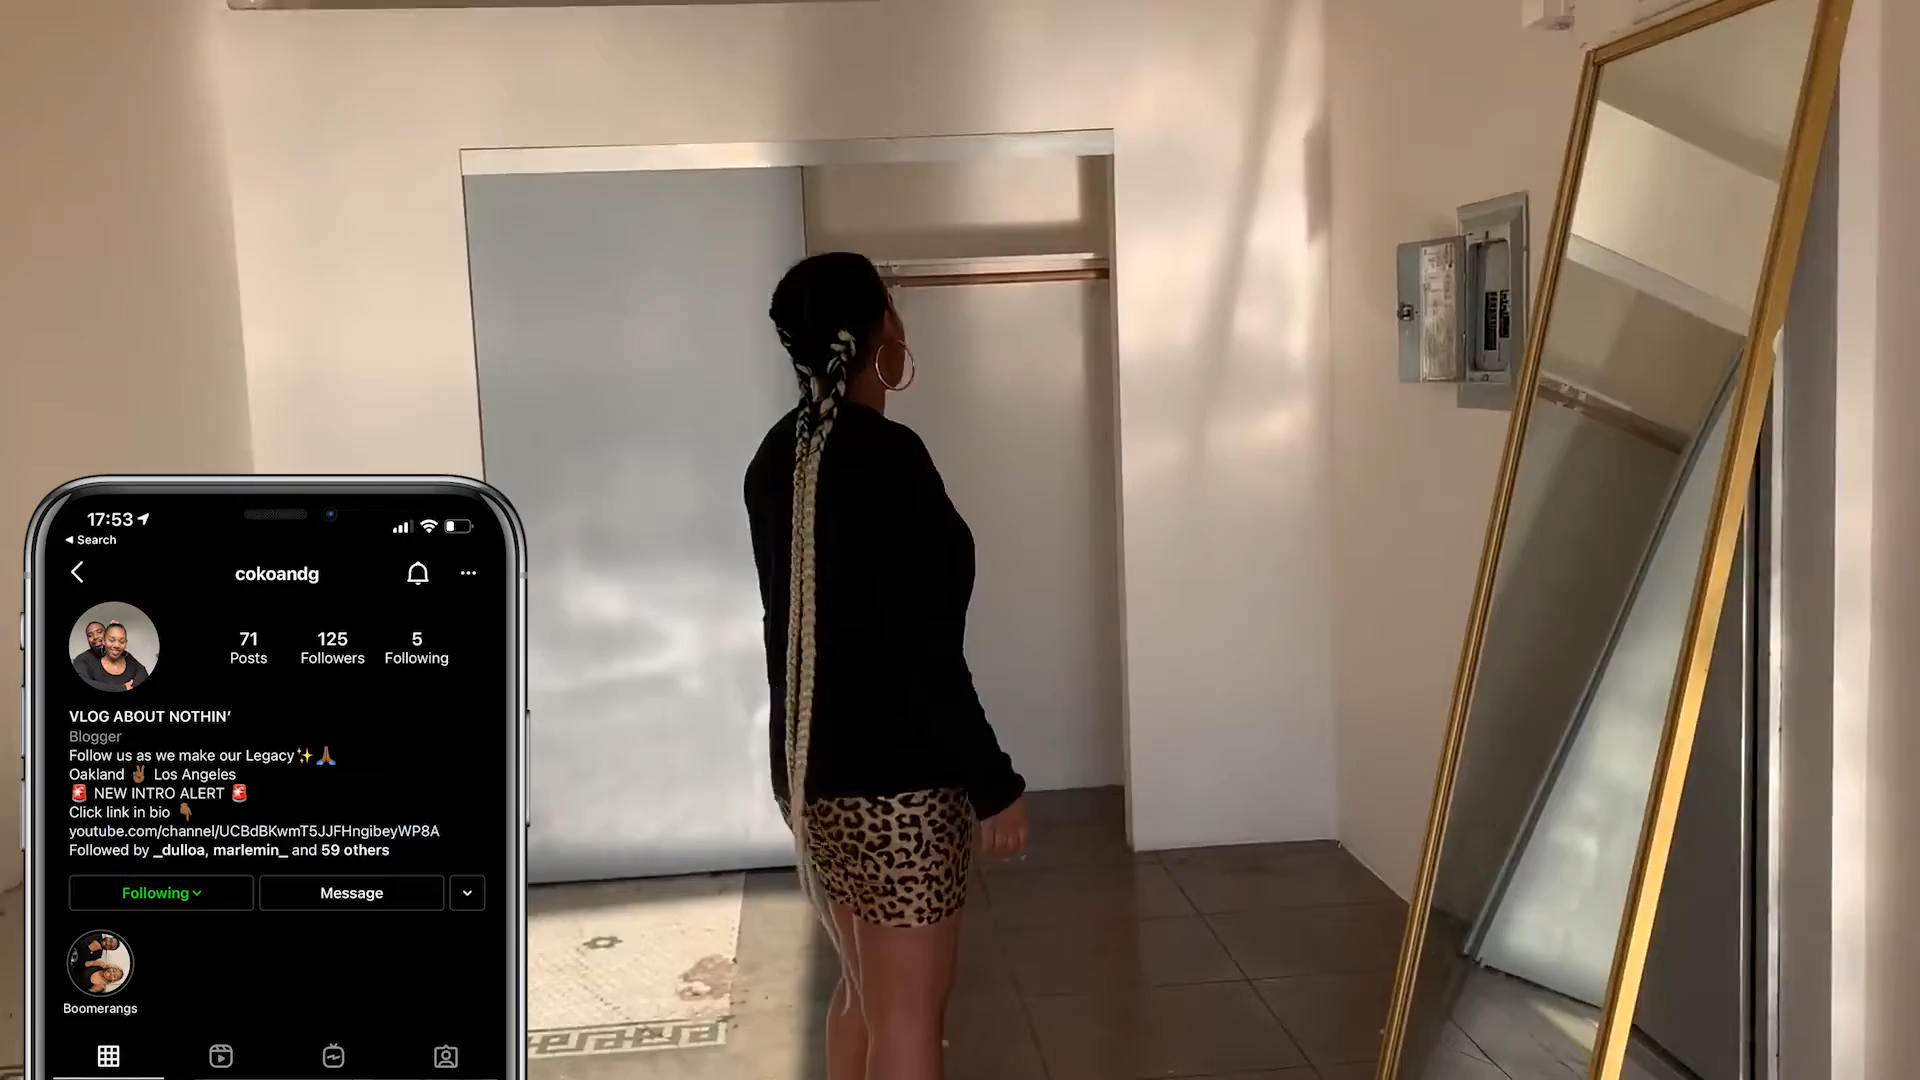 17:53
Search
cokoandg
71
Posts
125
Followers
5
Following
VLOG ABOUT NOTHIN’
Blogger
Follow us as we make our Legacy✨🙏🏾
Oakland ✌🏾 Los Angeles
🚨 NEW INTRO ALERT 🚨
Click link in bio 👇🏾
youtube.com/channel/UCBdBKwmT5JJFHngibeyWP8A
Followed by _dulloa, marlemin_ and 59 others
Following
Message
Boomerangs